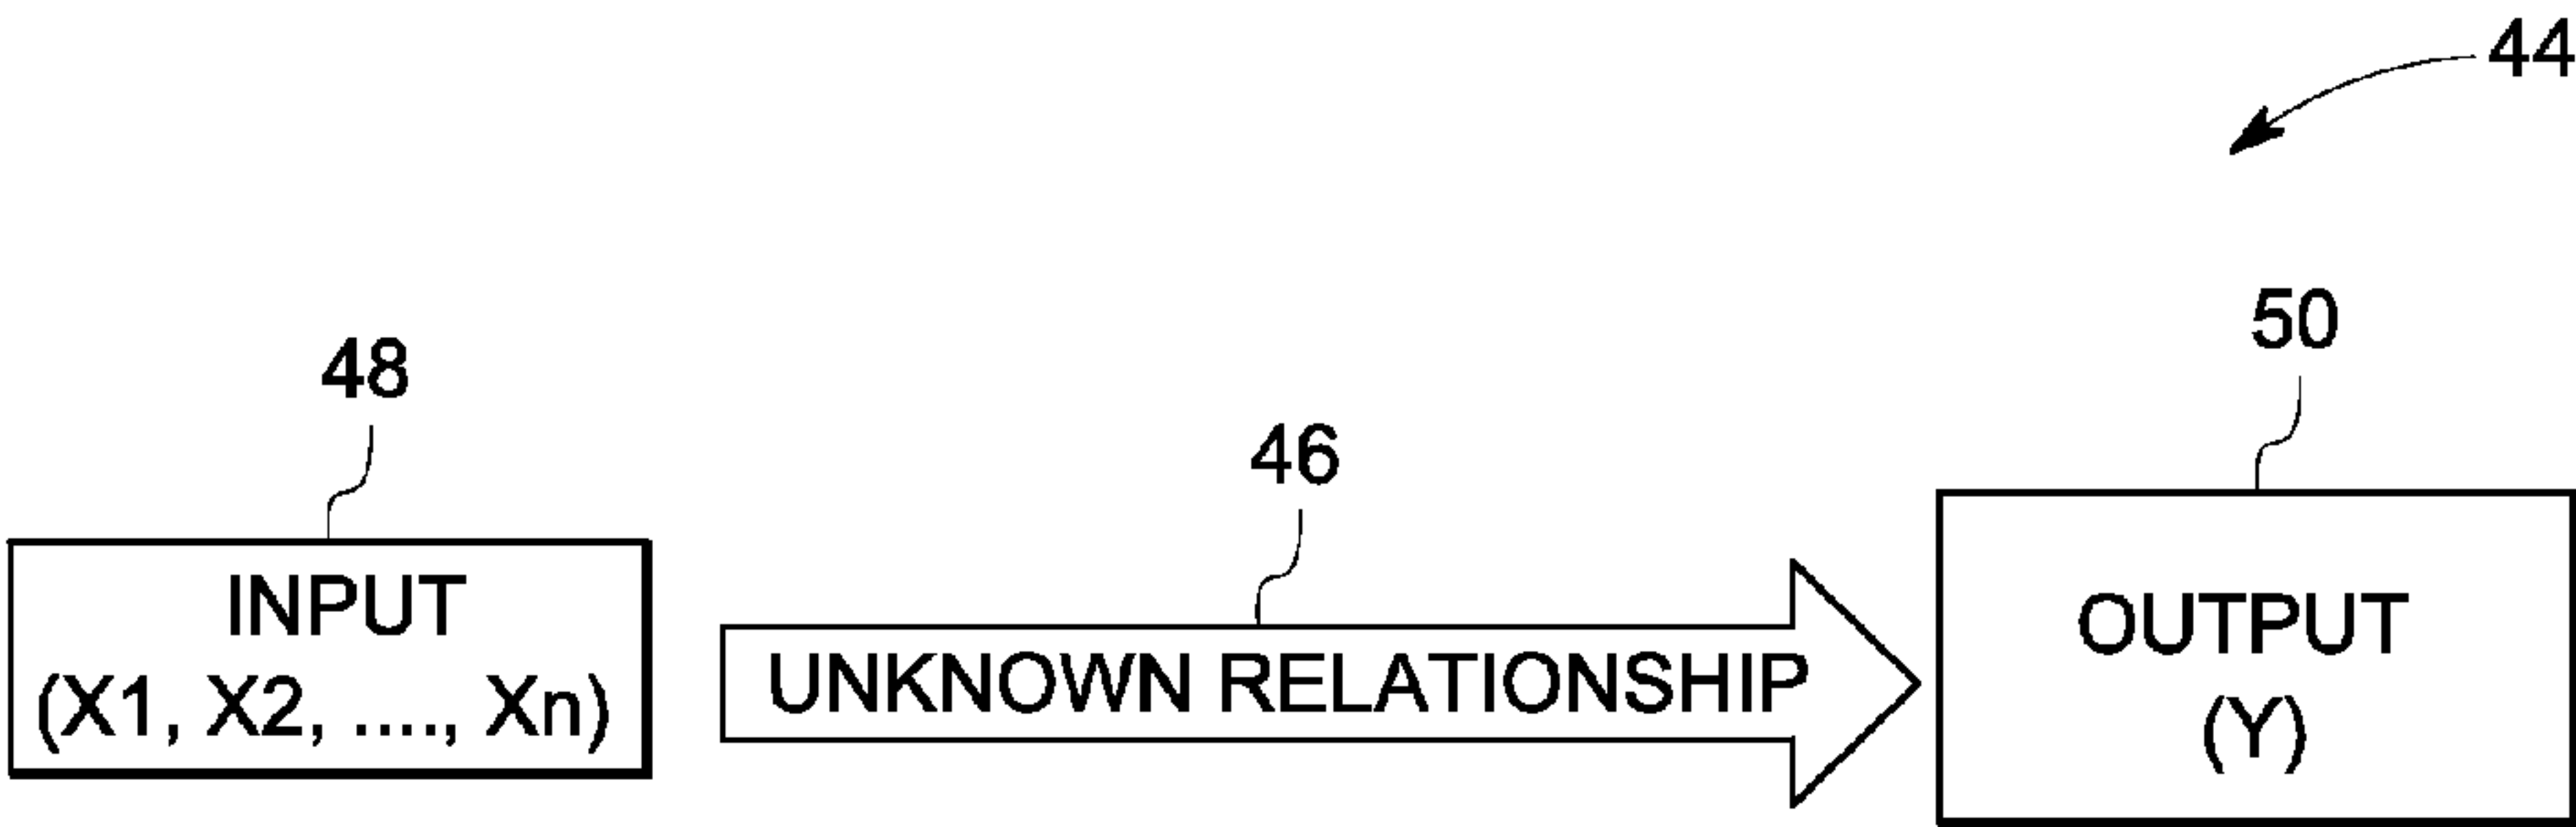 44
50
48
46
INPUT
(X1, X2, ...., Xn)
UNKNOWN RELATIONSHIP
OUTPUT
(Y)